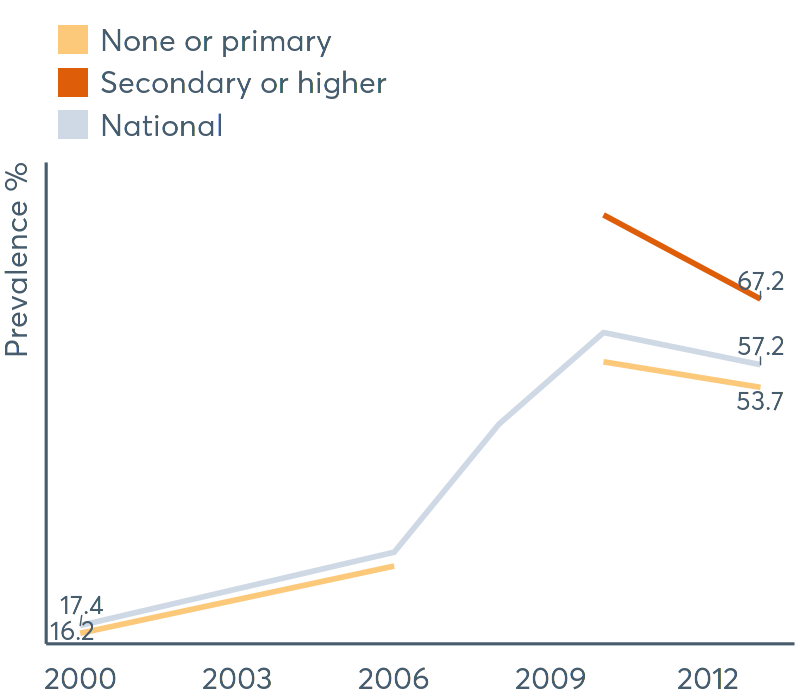 None or primary
Secondary or higher
National
Prevalence %
67.2
57.2
53.7
17.4
16.2
2000 2003 2006 2009 2012